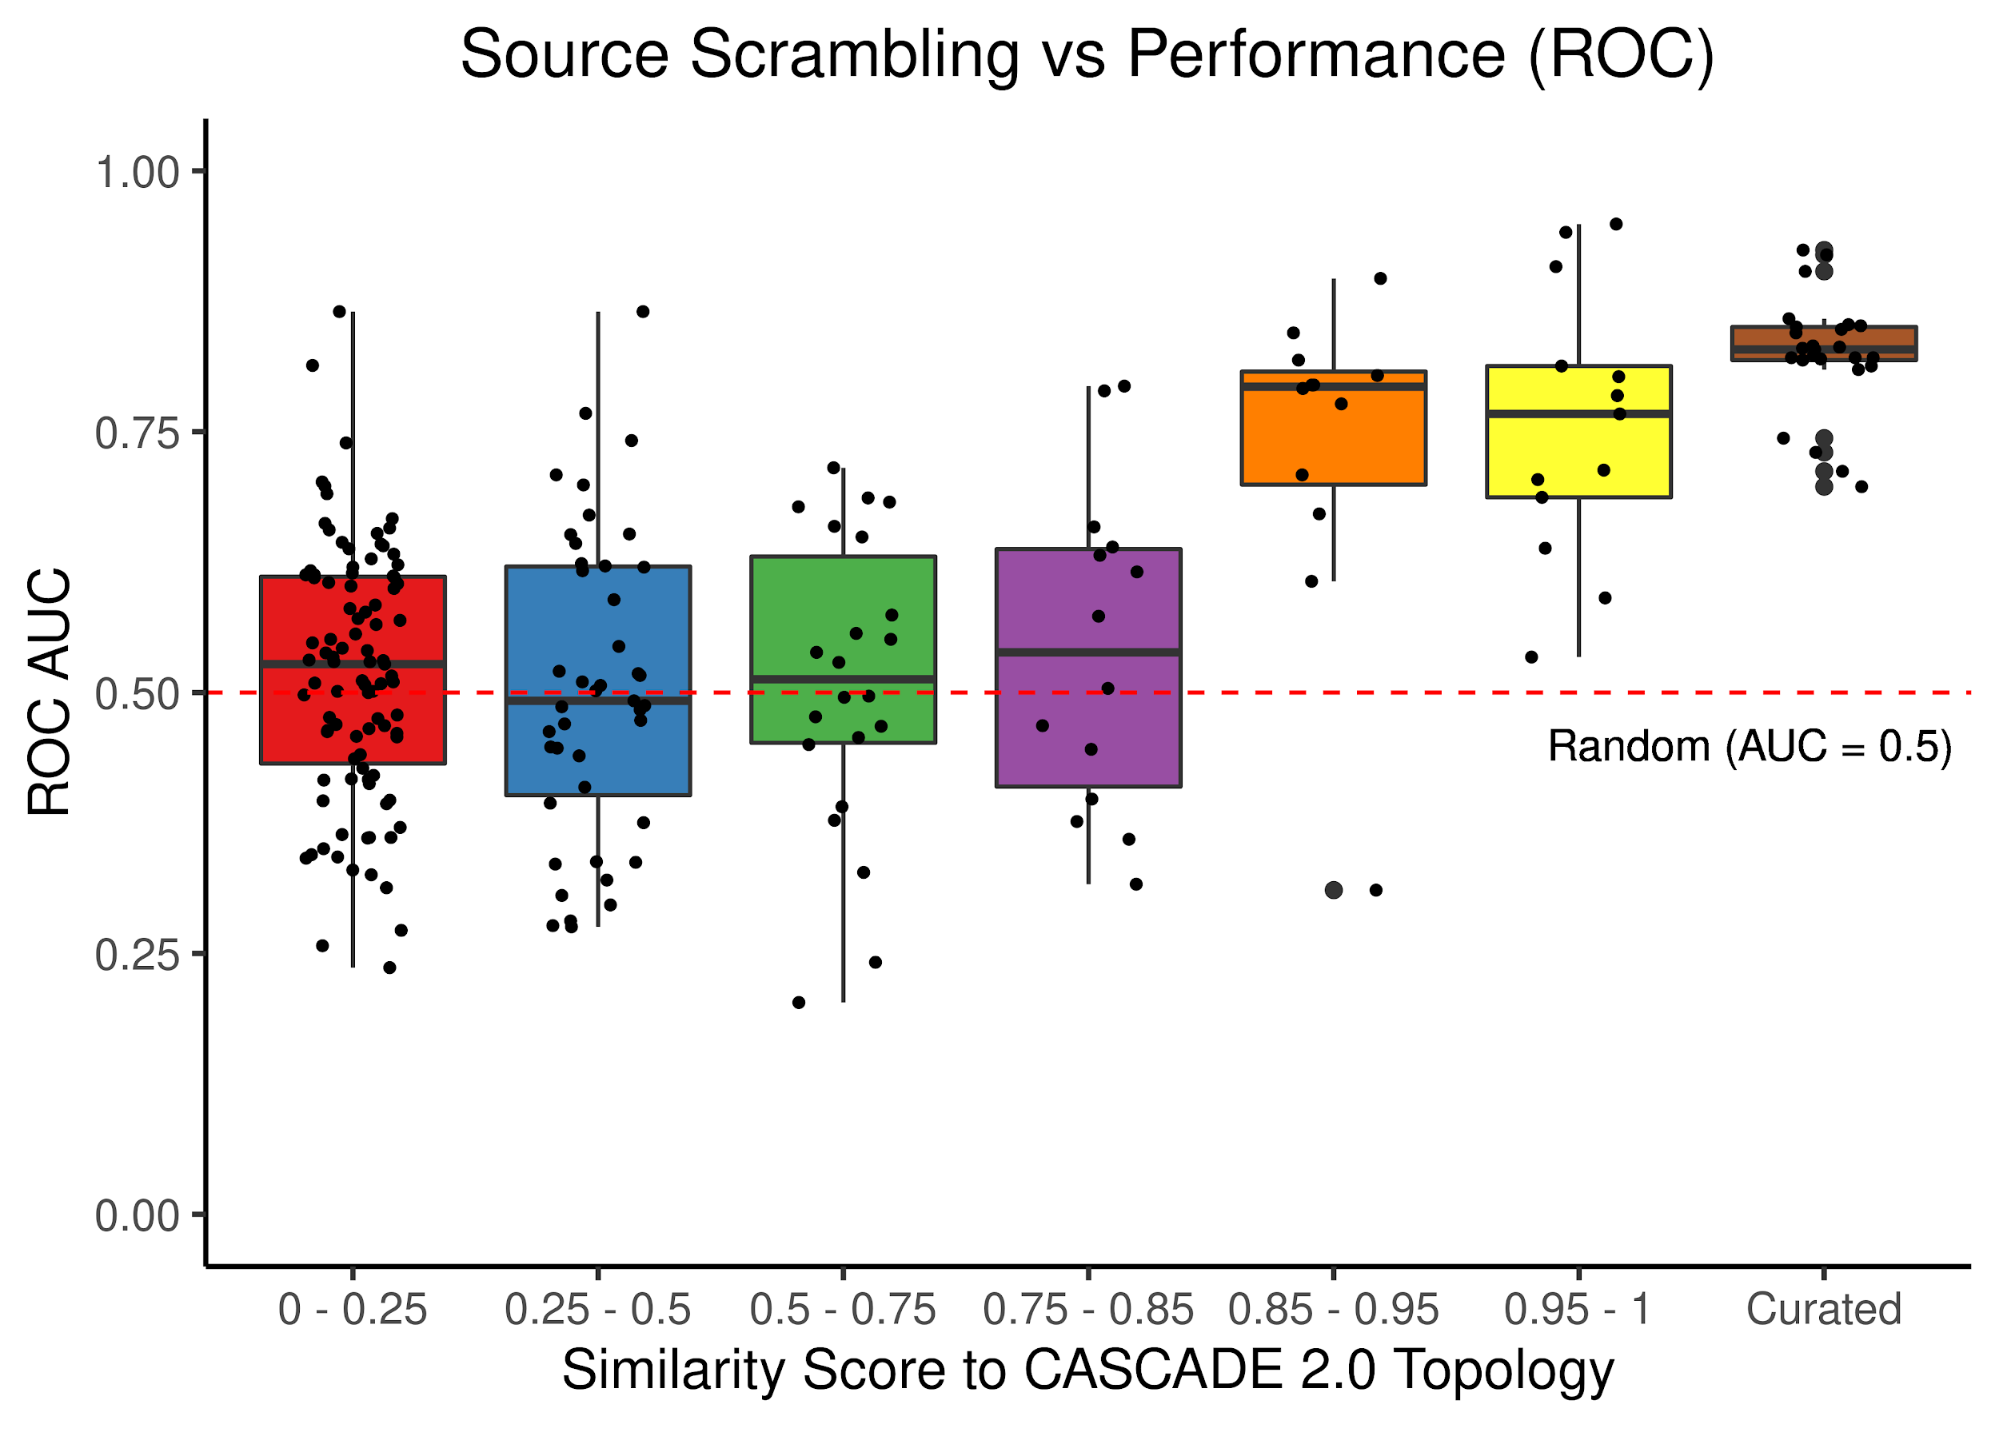 Source Scrambling vs Performance (ROC)
ROC AUC
1.00
0.75
0.50
0.25
0.00
Random (AUC = 0.5)
0 - 0.25 0.25 - 0.5 0.5 - 0.75 0.75 - 0.85 0.85 - 0.95 0.95 - 1 Curated
Similarity Score to CASCADE 2.0 Topology